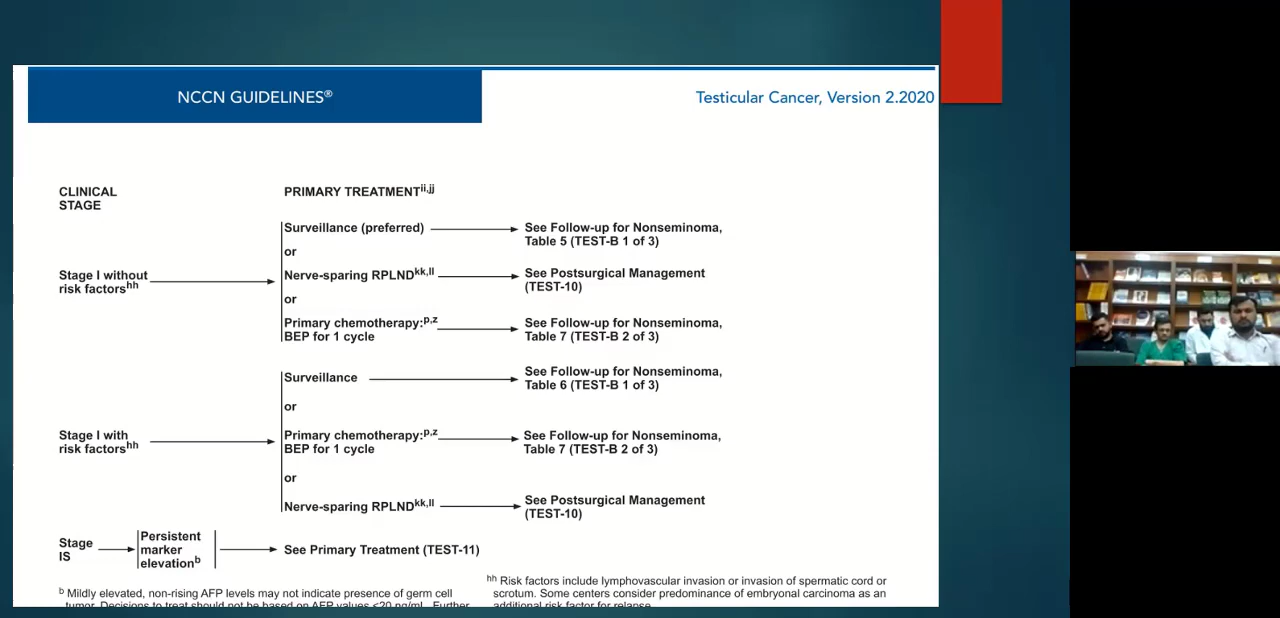 NCCN GUIDELINES®
Testicular Cancer, Version 2.2020
CLINICAL
STAGE
PRIMARY TREATMENTii,jj
Stage I without
risk factorshh
Surveillance (preferred)
See Follow-up for Nonseminoma,
Table 5 (TEST-B 1 of 3)
or
Nerve-sparing RPLNDkk,ll
See Postsurgical Management
(TEST-10)
or
Primary chemotherapy:p,z
BEP for 1 cycle
See Follow-up for Nonseminoma,
Table 7 (TEST-B 2 of 3)
Stage I with
risk factorshh
Surveillance
See Follow-up for Nonseminoma,
Table 6 (TEST-B 1 of 3)
or
Primary chemotherapy:p,z
BEP for 1 cycle
See Follow-up for Nonseminoma,
Table 7 (TEST-B 2 of 3)
or
Nerve-sparing RPLNDkk,ll
See Postsurgical Management
(TEST-10)
Stage
IS
Persistent
marker
elevationb
See Primary Treatment (TEST-11)
b Mildly elevated, non-rising AFP levels may not indicate presence of germ cell
tumor. Decisions to treat should not be based on AFP values <20 ng/mL. Further
hh Risk factors include lymphovascular invasion or invasion of spermatic cord or
scrotum. Some centers consider predominance of embryonal carcinoma as an
additional risk factor for relapse.